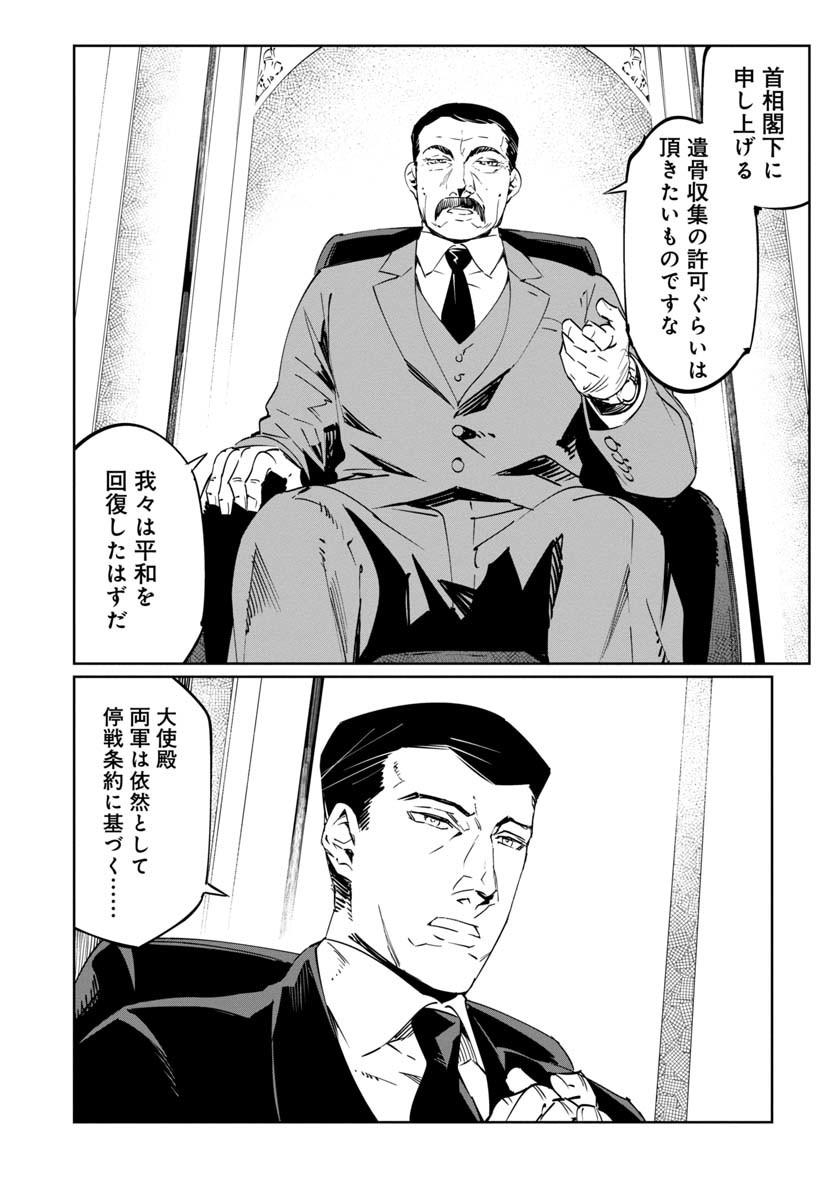 首相閣下に
申し上げる
遺骨収集の許可ぐらいは
頂きたいものですな
我々は平和を
回復したはずだ
大使殿
両軍は依然として
停戦条約に基づく……